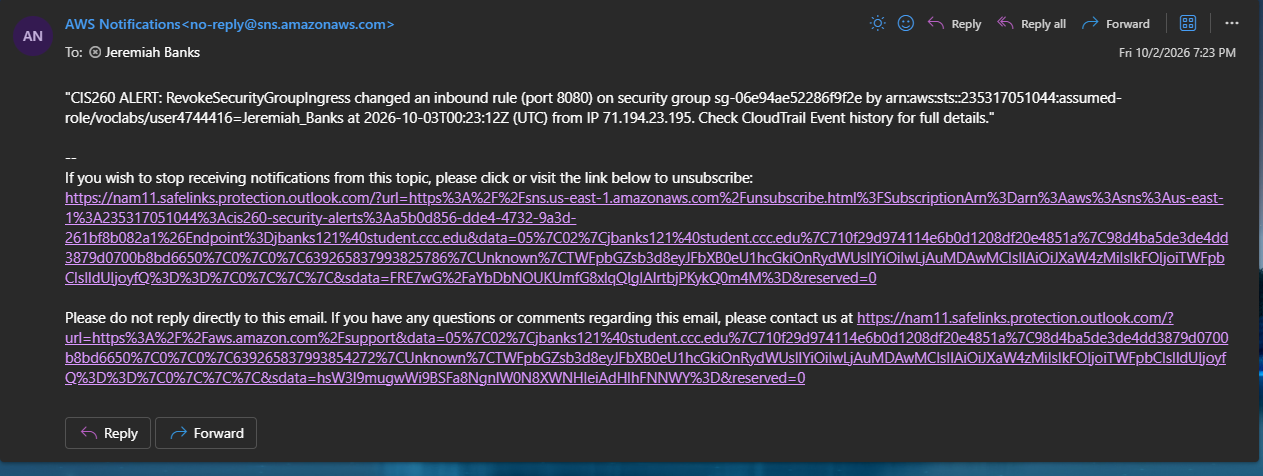 AN
AWS Notifications<no-reply@sns.amazonaws.com>
Reply
Reply all
Forward
To: Jeremiah Banks
Fri 10/2/2026 7:23 PM
"CIS260 ALERT: RevokeSecurityGroupIngress changed an inbound rule (port 8080) on security group sg-06e94ae52286f9f2e by arn:aws:sts::235317051044:assumed-
role/voclabs/user4744416=Jeremiah_Banks at 2026-10-03T00:23:12Z (UTC) from IP 71.194.23.195. Check CloudTrail Event history for full details."
--
If you wish to stop receiving notifications from this topic, please click or visit the link below to unsubscribe:
https://nam11.safelinks.protection.outlook.com/?url=https%3A%2F%2Fsns.us-east-1.amazonaws.com%2Funsubscribe.html%3FSubscriptionArn%3Darn%3Aaws%3Asns%3Aus-east-
1%3A235317051044%3Acis260-security-alerts%3Aa5b0d856-dde4-4732-9a3d-
261bf8b082a1%26Endpoint%3Djbanks121%40student.ccc.edu&data=05%7C02%7Cjbanks121%40student.ccc.edu%7C710f29d974114e6b0d1208df20e4851a%7C98d4ba5de3de4dd
3879d0700b8bd6650%7C0%7C0%7C639265837993825786%7CUnknown%7CTWFpbGZsb3d8eyJFbXB0eU1hcGkiOnRydWUsIlYiOiIwLjAuMDAwMCIsIlAiOiJXaW4zMiIsIkFOIjoiTWFpb
CIsIldUIjoyfQ%3D%3D%7C0%7C%7C%7C&sdata=FRE7wG%2FaYbDbNOUKUmfG8xIqQIgIAIrtbjPKykQ0m4M%3D&reserved=0
Please do not reply directly to this email. If you have any questions or comments regarding this email, please contact us at https://nam11.safelinks.protection.outlook.com/?
url=https%3A%2F%2Faws.amazon.com%2Fsupport&data=05%7C02%7Cjbanks121%40student.ccc.edu%7C710f29d974114e6b0d1208df20e4851a%7C98d4ba5de3de4dd3879d0700
b8bd6650%7C0%7C0%7C639265837993854272%7CUnknown%7CTWFpbGZsb3d8eyJFbXB0eU1hcGkiOnRydWUsIlYiOiIwLjAuMDAwMCIsIlAiOiJXaW4zMiIsIkFOIjoiTWFpbCIsIldUIjoyf
Q%3D%3D%7C0%7C%7C%7C&sdata=hsW3I9mugwWi9BSFa8NgnIW0N8XWNHleiAdHIhFNNWY%3D&reserved=0
Reply
Forward